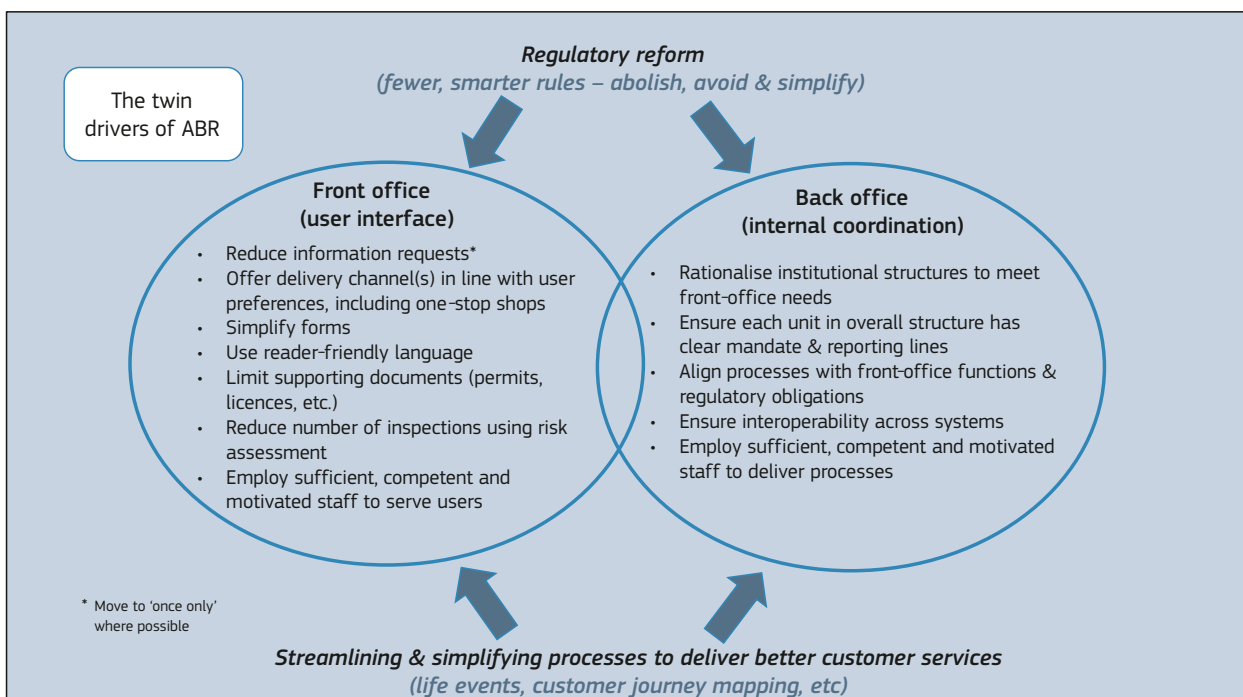 Regulatory reform
(fewer, smarter rules – abolish, avoid & simplify)
The twin
drivers of ABR
Front office
(user interface)
• Reduce information requests*
• Offer delivery channel(s) in line with user
preferences, including one-stop shops
• Simplify forms
• Use reader-friendly language
• Limit supporting documents (permits,
licences, etc.)
• Reduce number of inspections using risk
assessment
• Employ sufficient, competent and
motivated staff to serve users
Back office
(internal coordination)
• Rationalise institutional structures to meet
front-office needs
• Ensure each unit in overall structure has
clear mandate & reporting lines
• Align processes with front-office functions &
regulatory obligations
• Ensure interoperability across systems
• Employ sufficient, competent and motivated
staff to deliver processes
* Move to ‘once only’
where possible
Streamlining & simplifying processes to deliver better customer services
(life events, customer journey mapping, etc)